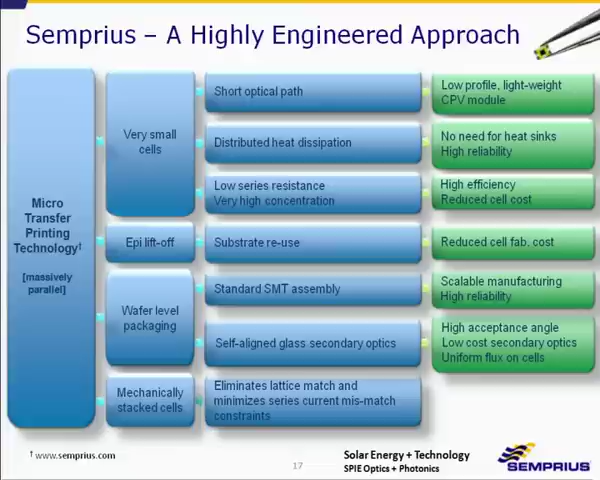 Semprius – A Highly Engineered Approach
Micro
Transfer
Printing
Technology†
[massively
parallel]
Very small
cells
Short optical path
Low profile, light-weight
CPV module
Distributed heat dissipation
No need for heat sinks
High reliability
Low series resistance
Very high concentration
High efficiency
Reduced cell cost
Epi lift-off
Substrate re-use
Reduced cell fab. cost
Wafer level
packaging
Standard SMT assembly
Scalable manufacturing
High reliability
Self-aligned glass secondary optics
High acceptance angle
Low cost secondary optics
Uniform flux on cells
Mechanically
stacked cells
Eliminates lattice match and
minimizes series current mis-match
constraints
† www.semprius.com
17
Solar Energy + Technology
SPIE Optics + Photonics
SEMPRIUS